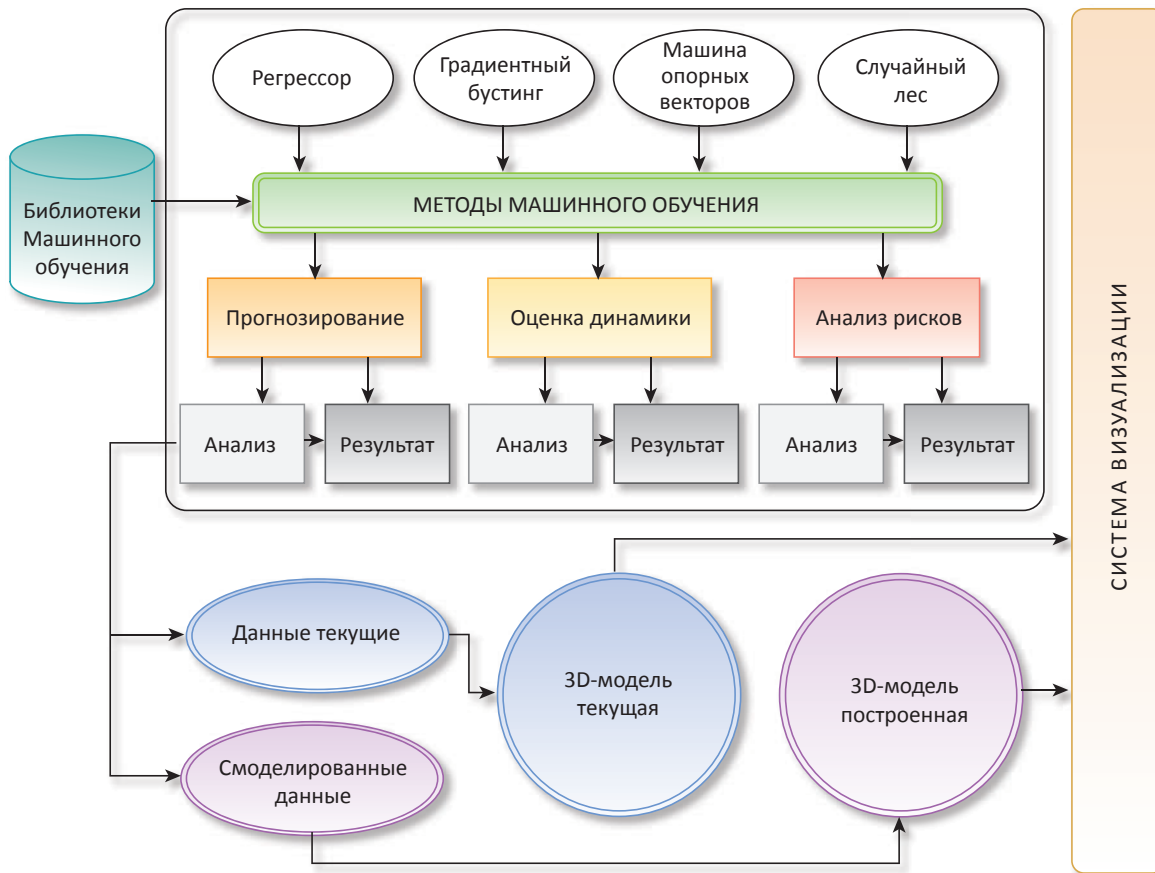 Регрессор
Градиентный
бустинг
Машина
опорных
векторов
Случайный
лес
Библиотеки
Машинного
обучения
МЕТОДЫ МАШИННОГО ОБУЧЕНИЯ
Прогнозирование
Оценка динамики
Анализ рисков
Анализ
Результат
Анализ
Результат
Анализ
Результат
Данные текущие
Смоделированные
данные
3D-модель
текущая
3D-модель
построенная
СИСТЕМА ВИЗУАЛИЗАЦИИ